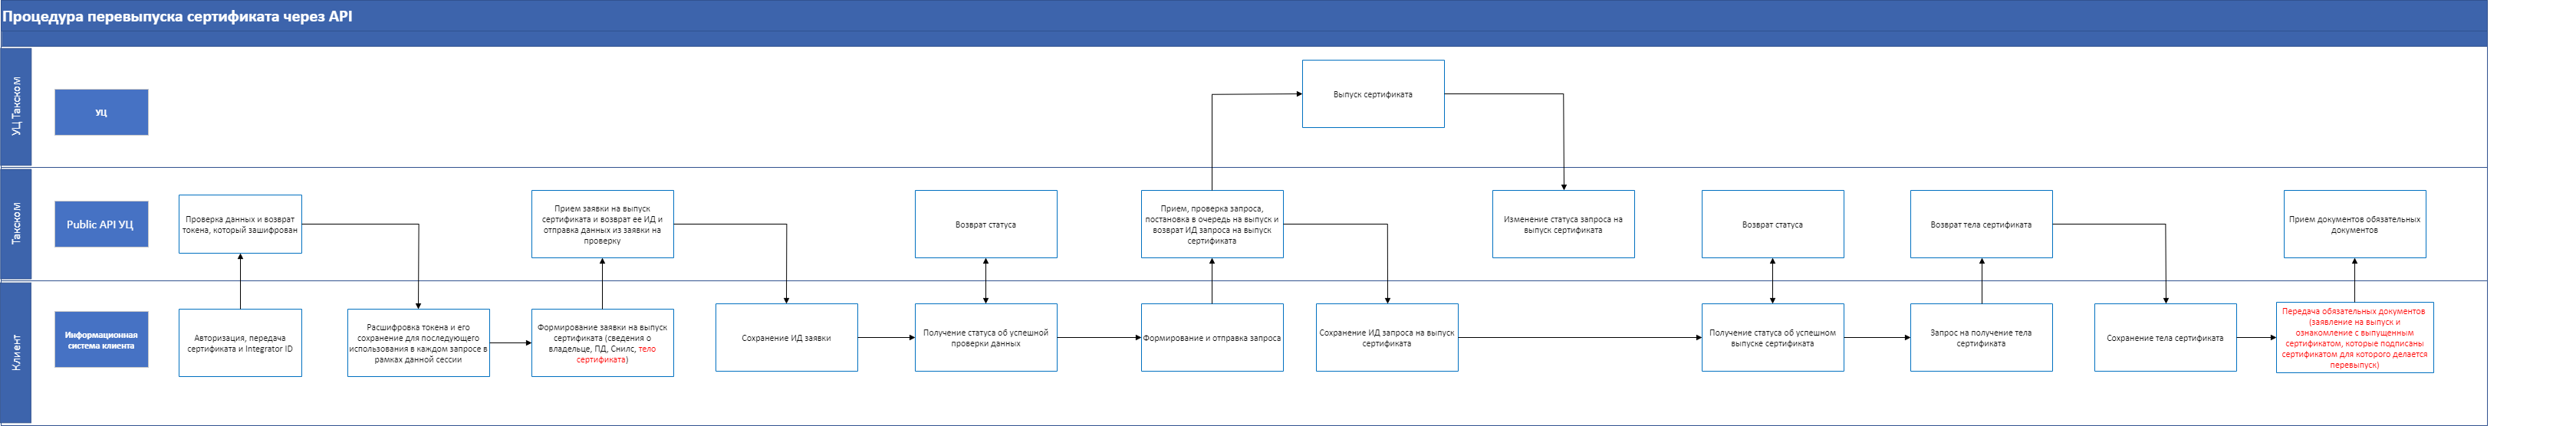 Процедура перевыпуска сертификата через API
УЦ Такском
УЦ
Выпуск сертификата
Такском
Public API УЦ
Проверка данных и возврат
токена, который зашифрован
Прием заявки на выпуск
сертификата и возврат ее ИД и
отправка данных из заявки на
проверку
Возврат статуса
Прием, проверка запроса,
постановка в очередь на выпуск и
возврат ИД запроса на выпуск
сертификата
Изменение статуса запроса на
выпуск сертификата
Возврат статуса
Возврат тела сертификата
Прием документов обязательных
документов
Клиент
Информационная
система клиента
Авторизация, передача
сертификата и Integrator ID
Расшифровка токена и его
сохранение для последующего
использования в каждом запросе в
рамках данной сессии
Формирование заявки на выпуск
сертификата (сведения о
владельце, ПД, Снилс, тело
сертификата)
Сохранение ИД заявки
Получение статуса об успешной
проверки данных
Формирование и отправка запроса
Сохранение ИД запроса на выпуск
сертификата
Получение статуса об успешном
выпуске сертификата
Запрос на получение тела
сертификата
Сохранение тела сертификата
Передача обязательных документов
(заявление на выпуск и
ознакомление с выпущенным
сертификатом, которые подписаны
сертификатом для которого делается
перевыпуск)